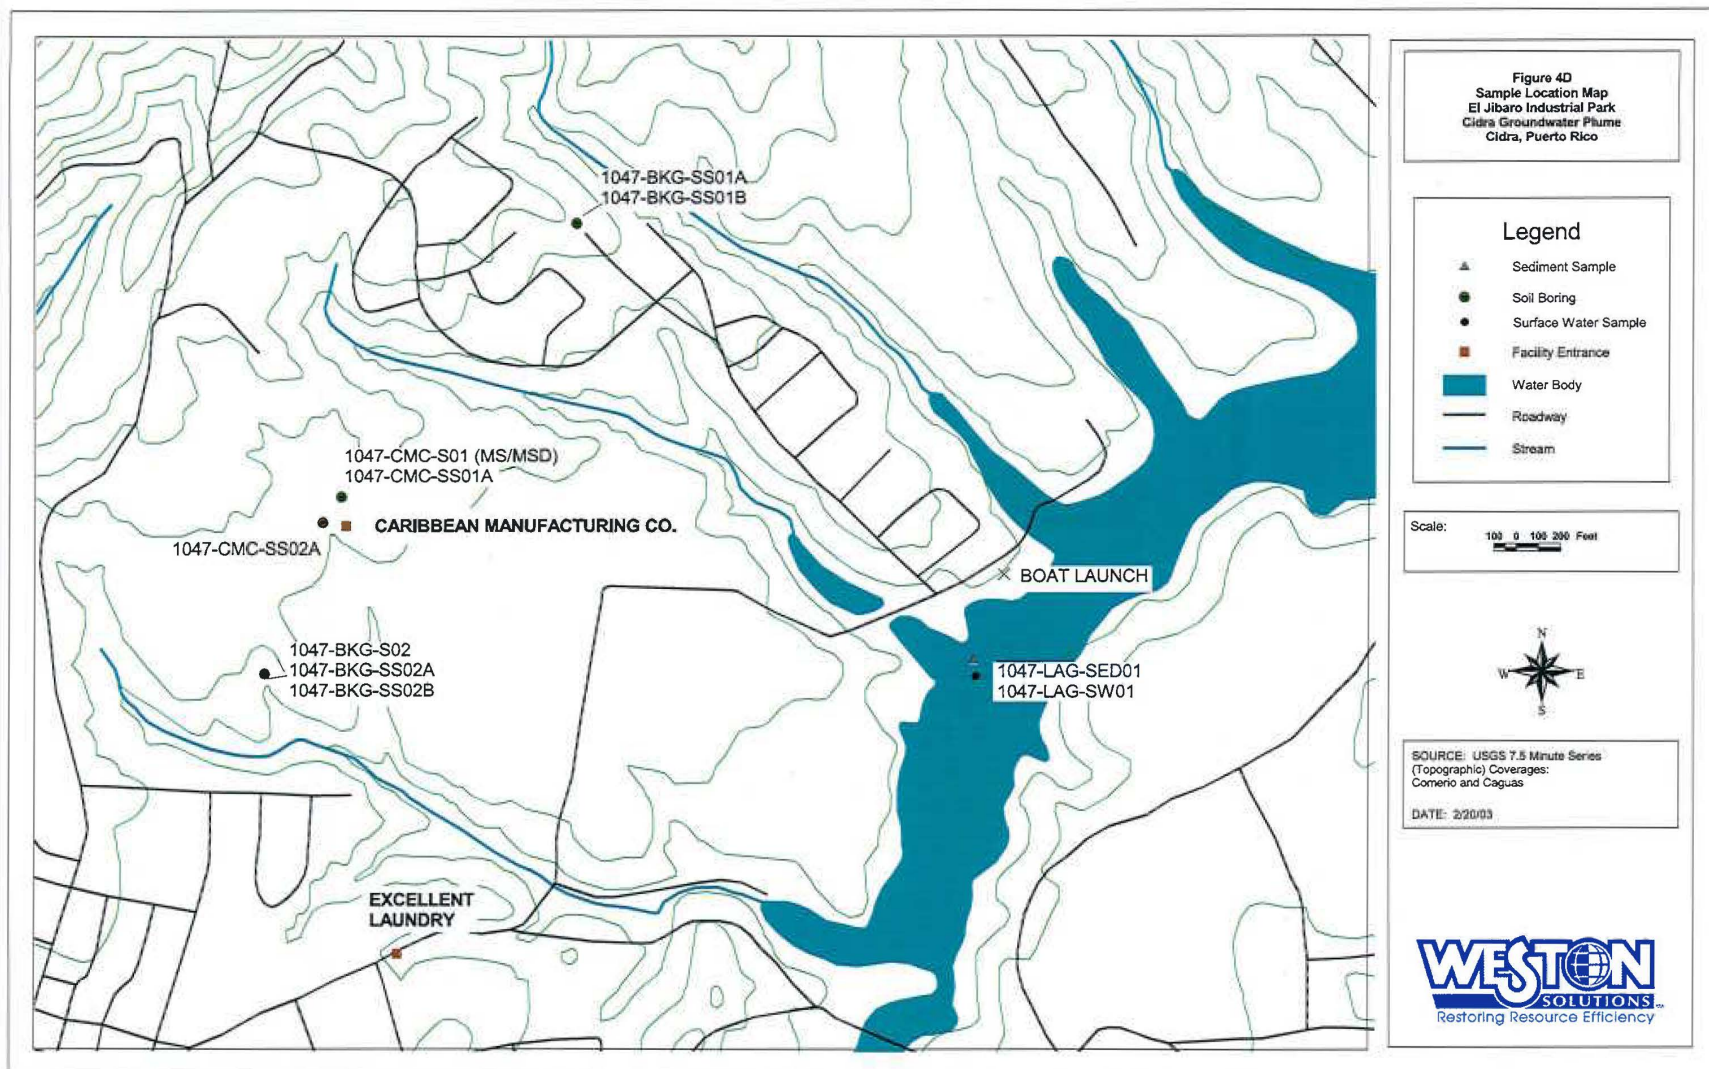 1047-BKG-SS01A
1047-BKG-SS01B
1047-CMC-S01 (MS/MSD)
1047-CMC-SS01A
CARIBBEAN MANUFACTURING CO.
1047-CMC-SS02A
BOAT LAUNCH
1047-BKG-S02
1047-BKG-SS02A
1047-BKG-SS02B
1047-LAG-SED01
1047-LAG-SW01
EXCELLENT
LAUNDRY
Figure 4D
Sample Location Map
El Jibaro Industrial Park
Cidra Groundwater Plume
Cidra, Puerto Rico
Legend
Sediment Sample
Soil Boring
Surface Water Sample
Facility Entrance
Water Body
Roadway
Stream
Scale:
100 0 100 200 Feet
N
W E
S
SOURCE: USGS 7.5 Minute Series
(Topographic) Coverages:
Comerio and Caguas
DATE: 2/20/03
WESTON
SOLUTIONS
Restoring Resource Efficiency